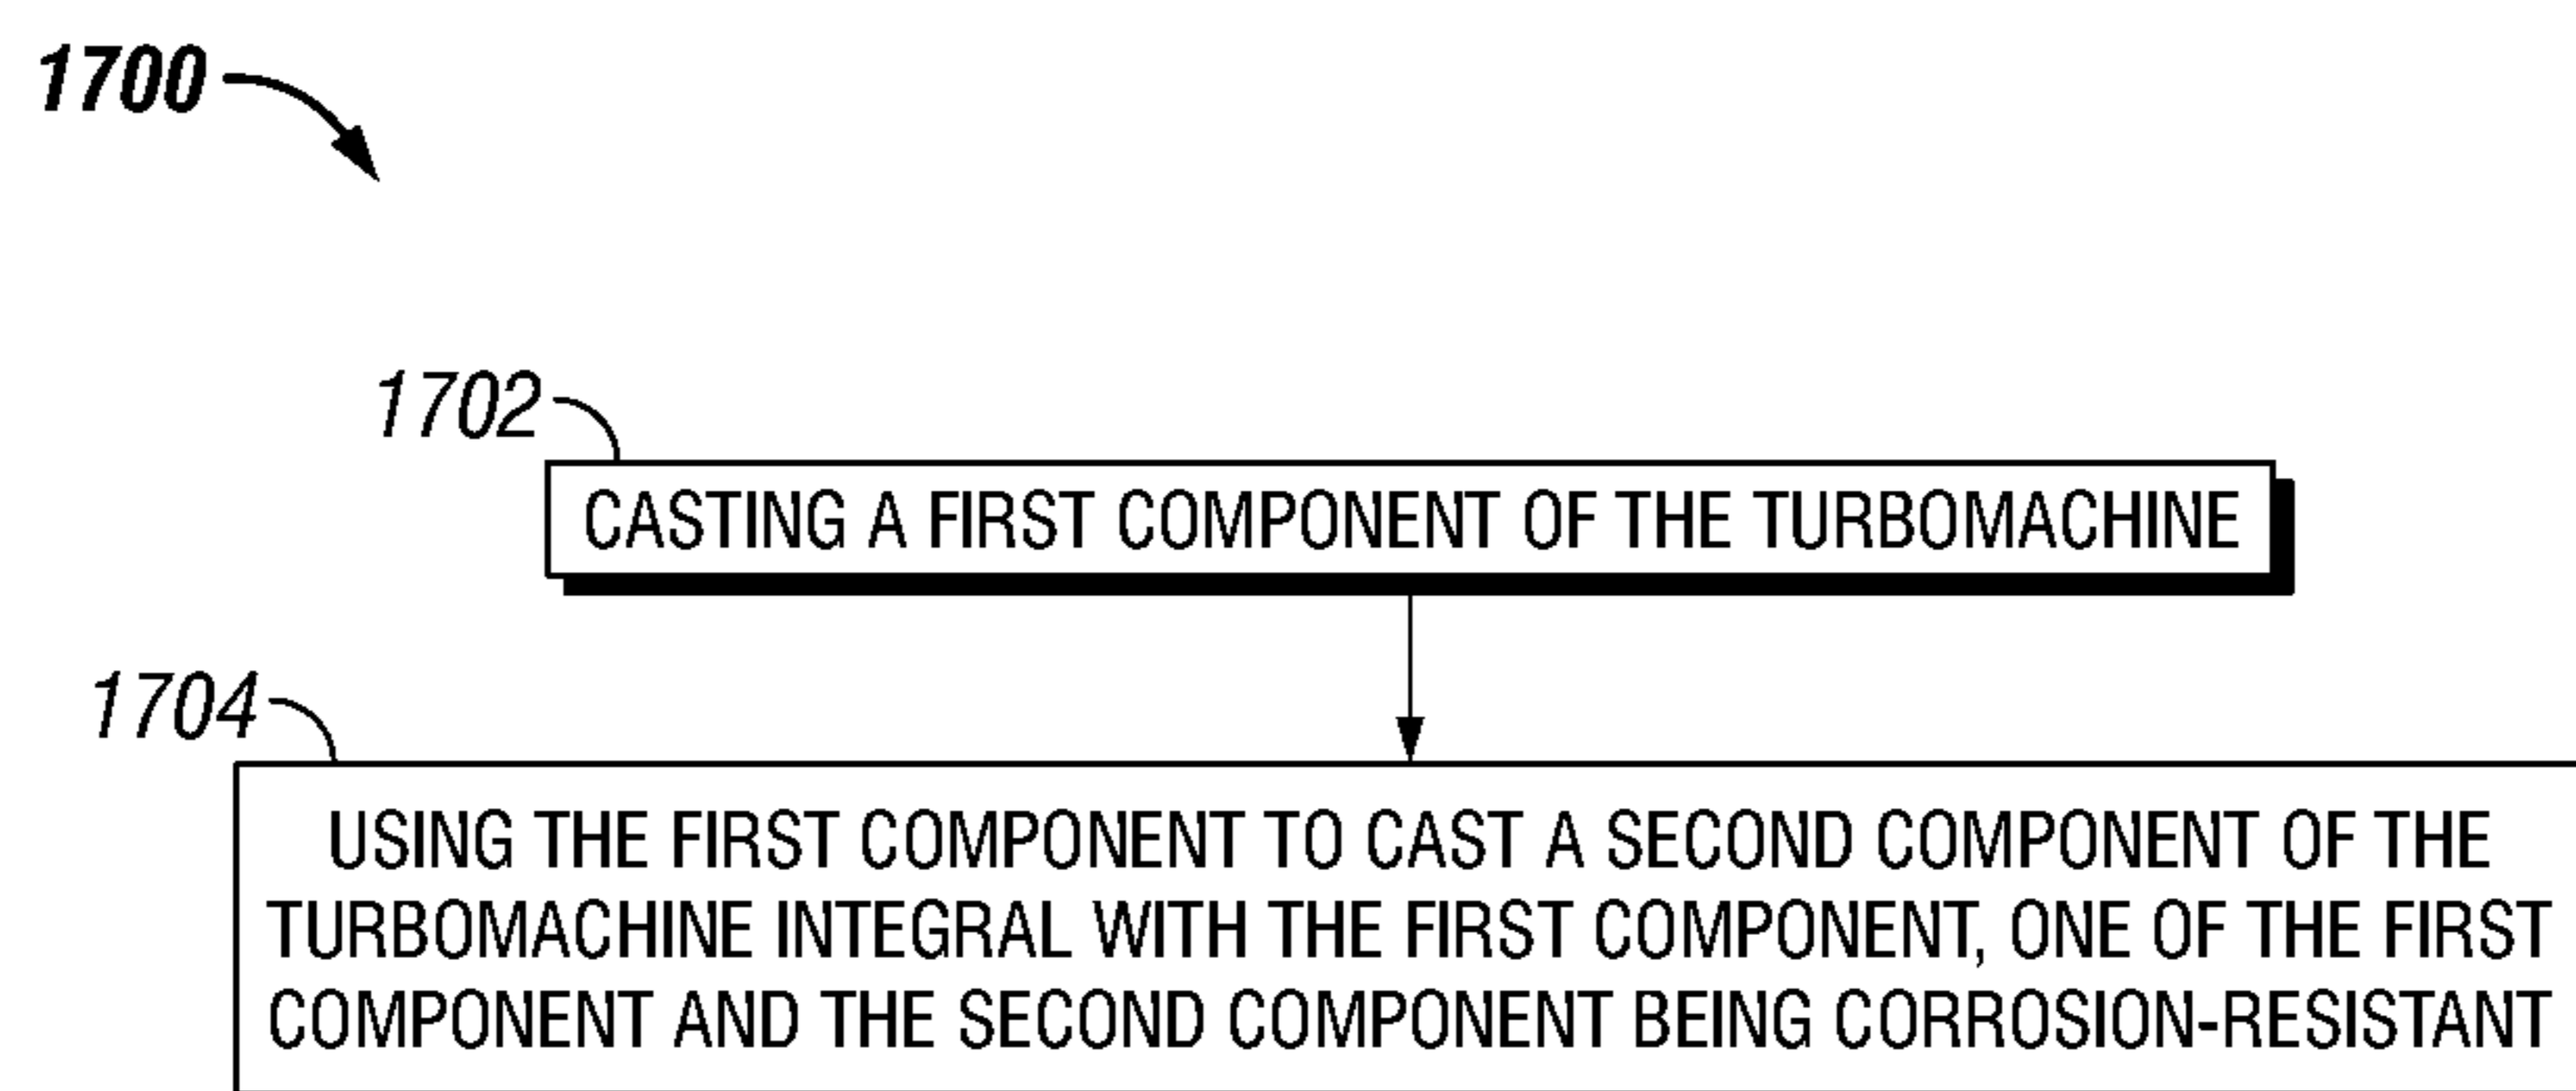 1700
1702
CASTING A FIRST COMPONENT OF THE TURBOMACHINE
1704
USING THE FIRST COMPONENT TO CAST A SECOND COMPONENT OF THE
TURBOMACHINE INTEGRAL WITH THE FIRST COMPONENT, ONE OF THE FIRST
COMPONENT AND THE SECOND COMPONENT BEING CORROSION-RESISTANT